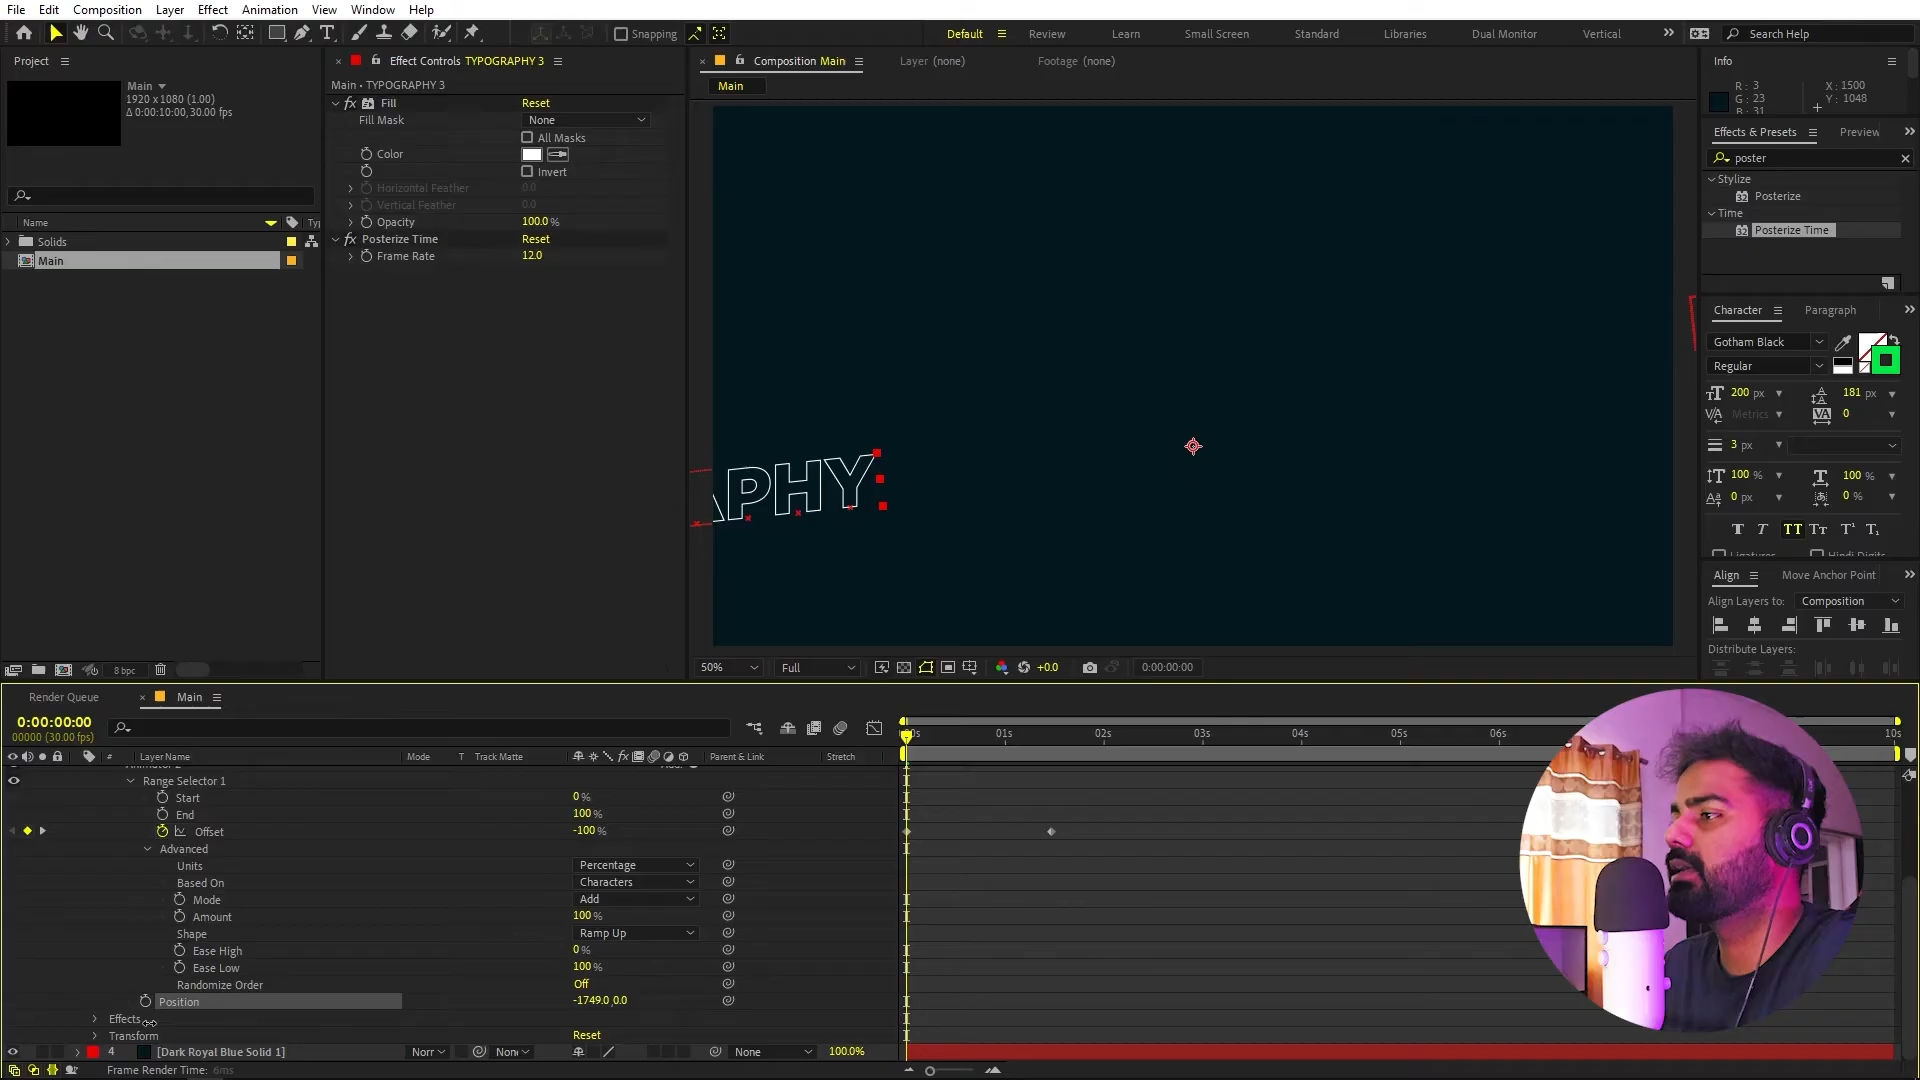 File Edit Composition Layer Effect Animation View Window Help
Snapping
Default Review Learn Small Screen Standard Libraries Dual Monitor Vertical
Search Help
Project
Main
1920 x 1080 (1.00)
Δ 0:00:10:00, 30.00 fps
Name
Solids
Main
8 bpc
Effect Controls TYPOGRAPHY 3
Main • TYPOGRAPHY 3
fx Fill Reset
Fill Mask None
All Masks
Color
Invert
Horizontal Feather 0.0
Vertical Feather 0.0
Opacity 100.0 %
fx Posterize Time Reset
Frame Rate 12.0
Composition Main
Layer (none)
Footage (none)
Main
APHY
50%
Full
+0.0
0:00:00:00
Info
R : 3
G : 23
B : 31
X : 1500
Y : 1048
Effects & Presets Preview
poster
Stylize
Posterize
Time
Posterize Time
Character Paragraph
Gotham Black
Regular
200 px 181 px
Metrics 0
3 px
100 % 100 %
0 px 0 %
Ligatures Hindi Digits
Align Move Anchor Point
Align Layers to: Composition
Distribute Layers:
Render Queue Main
0:00:00:00
00000 (30.00 fps)
# Layer Name Mode T Track Matte Parent & Link Stretch
01s 02s 03s 04s 05s 06s 10s
Range Selector 1
Start 0 %
End 100 %
Offset -100 %
Advanced
Units Percentage
Based On Characters
Mode Add
Amount 100 %
Shape Ramp Up
Ease High 0 %
Ease Low 100 %
Randomize Order Off
Position -1749.0,0.0
Effects
Transform Reset
4 [Dark Royal Blue Solid 1] None 100.0%
Frame Render Time: 6ms